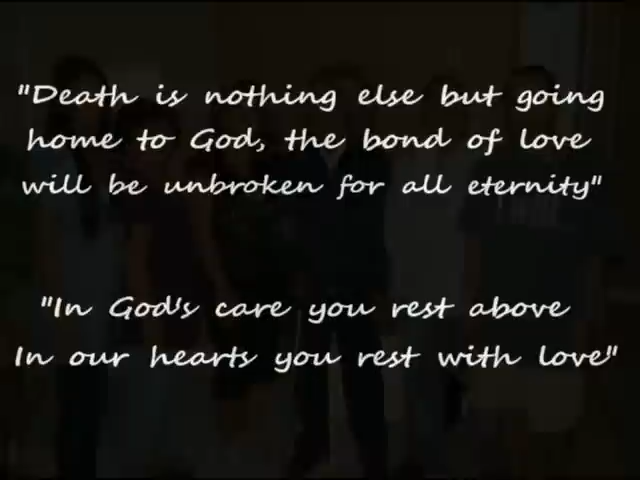 "Death is nothing else but going
home to God, the bond of love
will be unbroken for all eternity"
"In God's care you rest above
In our hearts you rest with love"